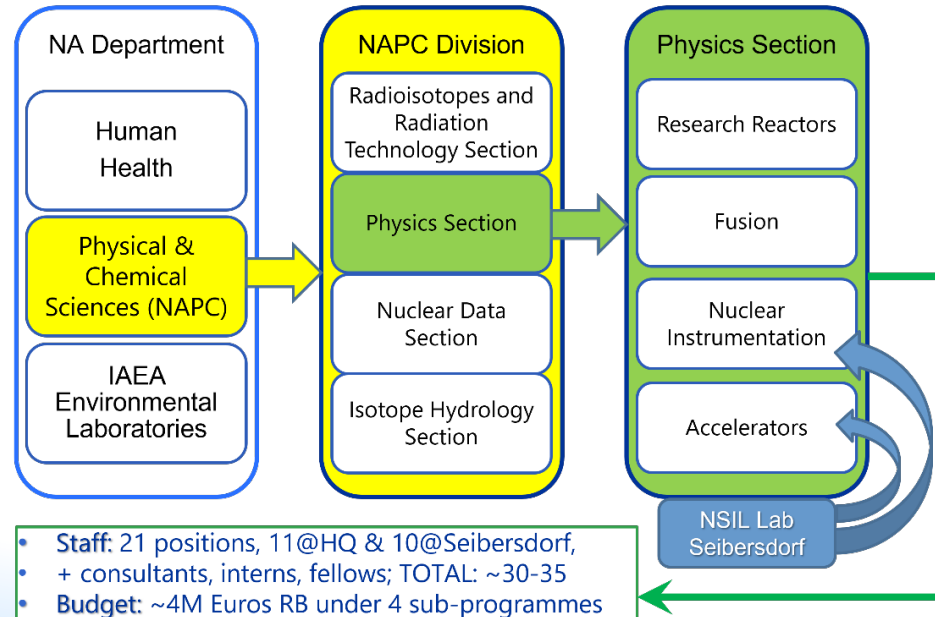 NA Department
Human
Health
Physical &
Chemical
Sciences (NAPC)
IAEA
Environmental
Laboratories
NAPC Division
Radioisotopes and
Radiation
Technology Section
Physics Section
Nuclear Data
Section
Isotope Hydrology
Section
Physics Section
Research Reactors
Fusion
Nuclear
Instrumentation
Accelerators
NSIL Lab
Seibersdorf
• Staff: 21 positions, 11@HQ & 10@Seibersdorf,
• + consultants, interns, fellows; TOTAL: ~30-35
• Budget: ~4M Euros RB under 4 sub-programmes